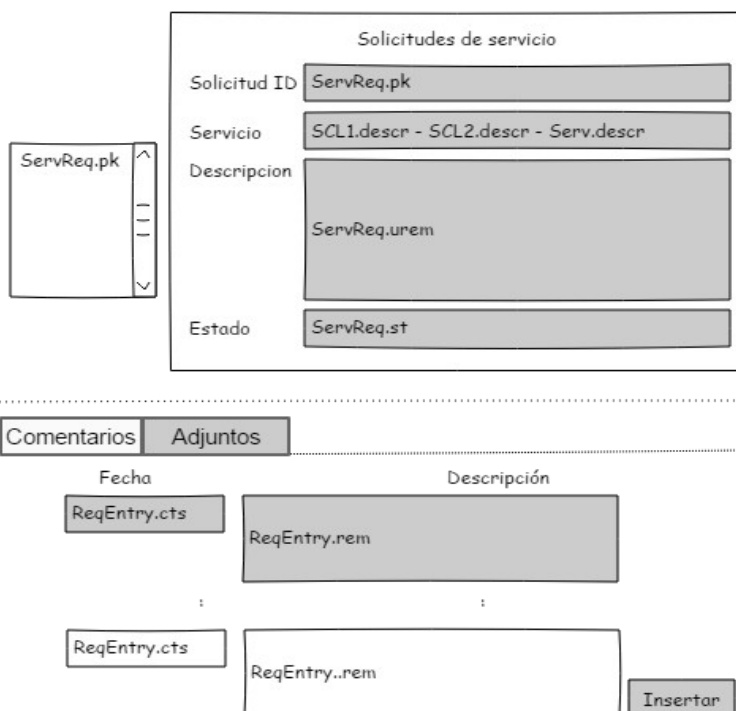 Solicitudes de servicio
Solicitud ID ServReq.pk
Servicio SCL1.descr - SCL2.descr - Serv.descr
ServReq.pk
Descripcion
ServReq.urem
Estado ServReq.st
Comentarios Adjuntos
Fecha Descripción
ReqEntry.cts
ReqEntry.rem
: :
ReqEntry.cts
ReqEntry..rem
Insertar